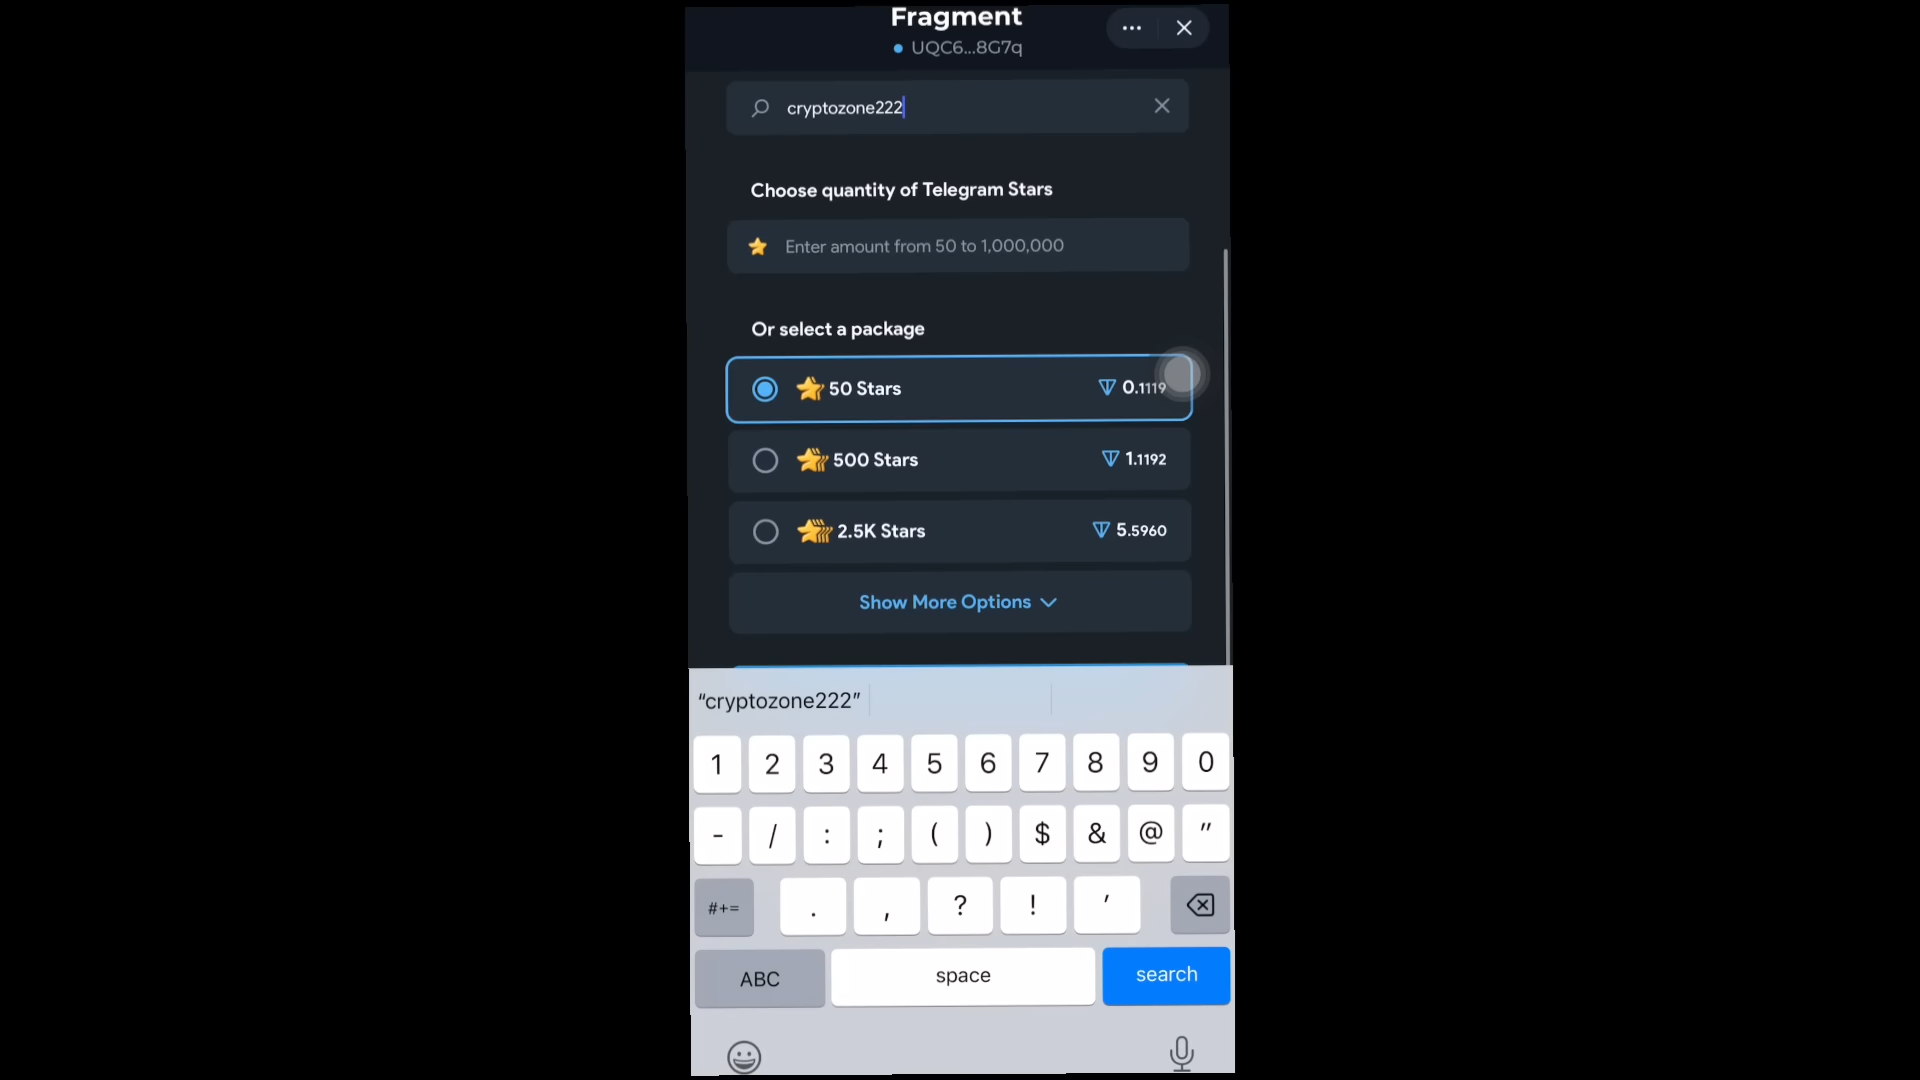 Fragment
UQC6...8G7q
cryptozone222
Choose quantity of Telegram Stars
Enter amount from 50 to 1,000,000
Or select a package
50 Stars 0.1119
500 Stars 1.1192
2.5K Stars 5.5960
Show More Options
“cryptozone222”
1 2 3 4 5 6 7 8 9 0
- / : ; ( ) $ & @ "
#+= . , ? ! '
ABC space search